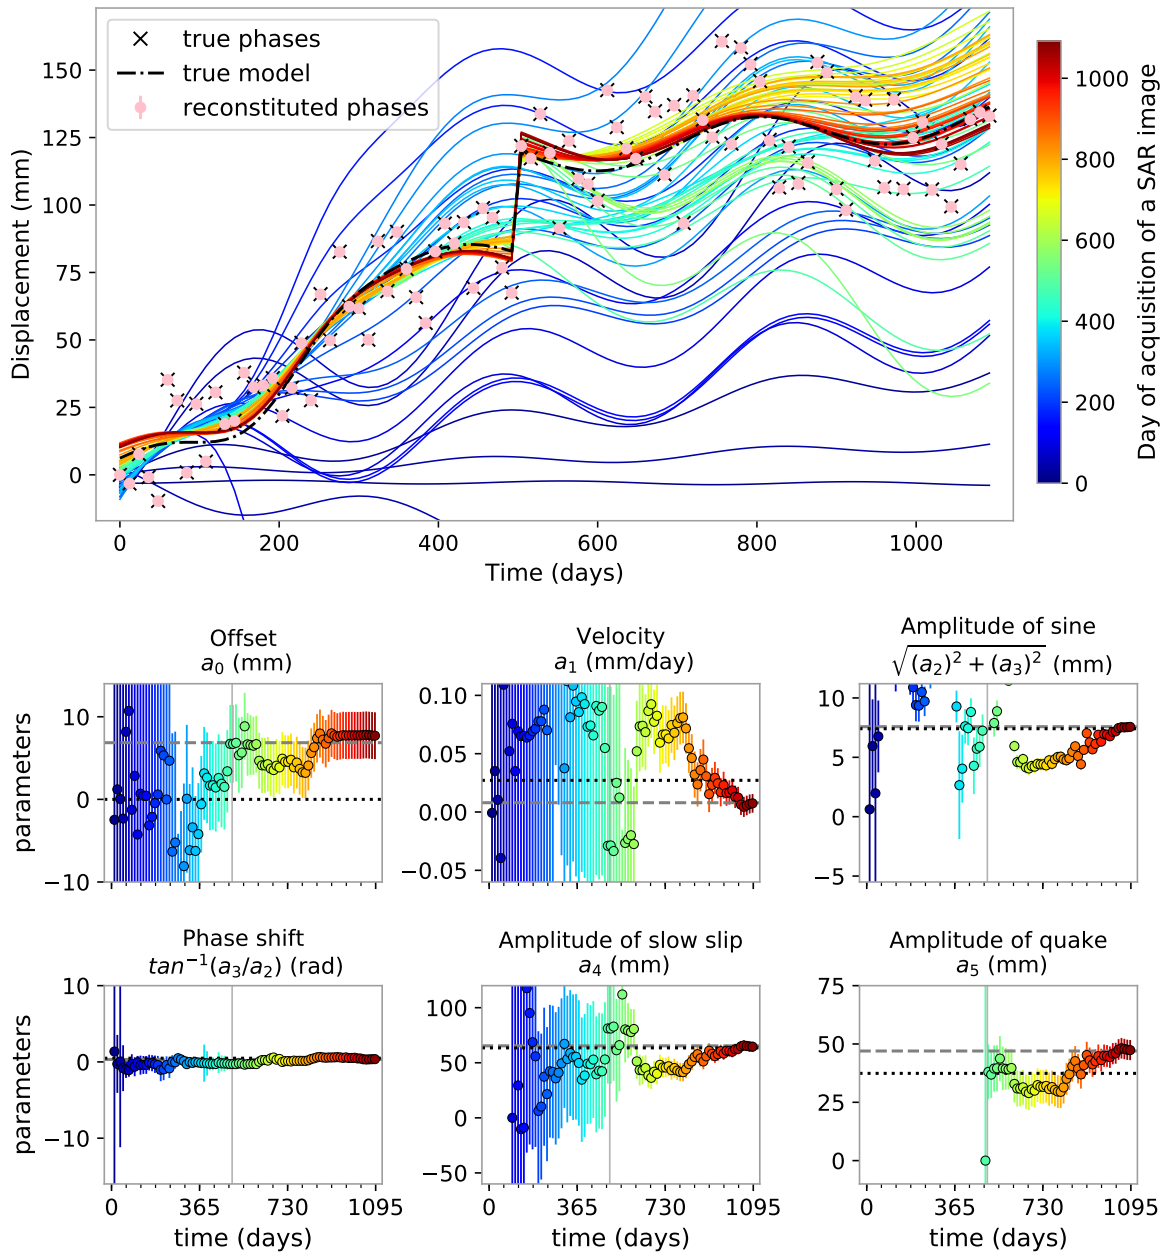 true phases
true model
reconstituted phases
Displacement (mm)
150
125
100
75
50
25
0
0 200 400 600 800 1000
Time (days)
1000
800
600
400
200
0
Day of acquisition of a SAR image
Offset
a₀ (mm)
Velocity
a₁ (mm/day)
Amplitude of sine
√(a₂)² + (a₃)² (mm)
parameters
10
0
−10
0.10
0.05
0.00
−0.05
10
5
0
−5
Phase shift
tan⁻¹(a₃/a₂) (rad)
Amplitude of slow slip
a₄ (mm)
Amplitude of quake
a₅ (mm)
parameters
10
0
−10
100
50
0
−50
75
50
25
0
0 365 730 1095
0 365 730 1095
0 365 730 1095
time (days)
time (days)
time (days)